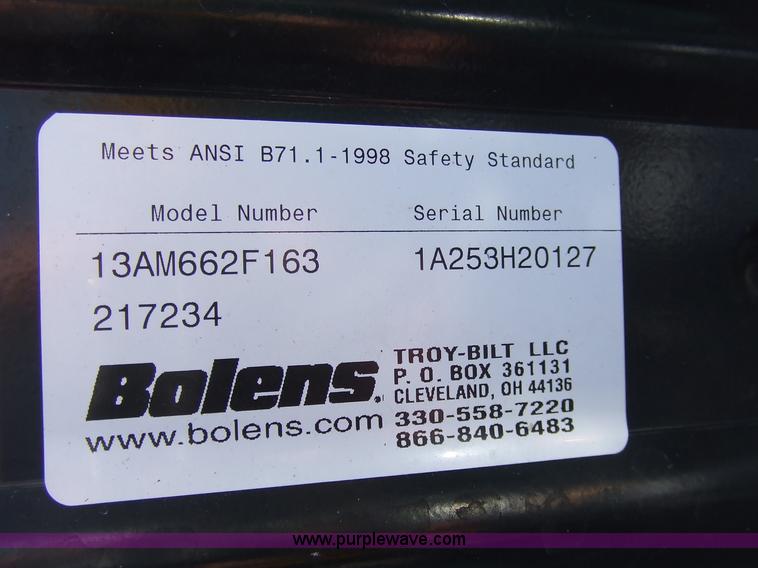 Meets ANSI B71.1-1998 Safety Standard
Model Number Serial Number
13AM662F163 1A253H20127
217234
Bolens.
www.bolens.com
TROY-BILT LLC
P. O. BOX 361131
CLEVELAND, OH 44136
330-558-7220
866-840-6483
www.purplewave.com